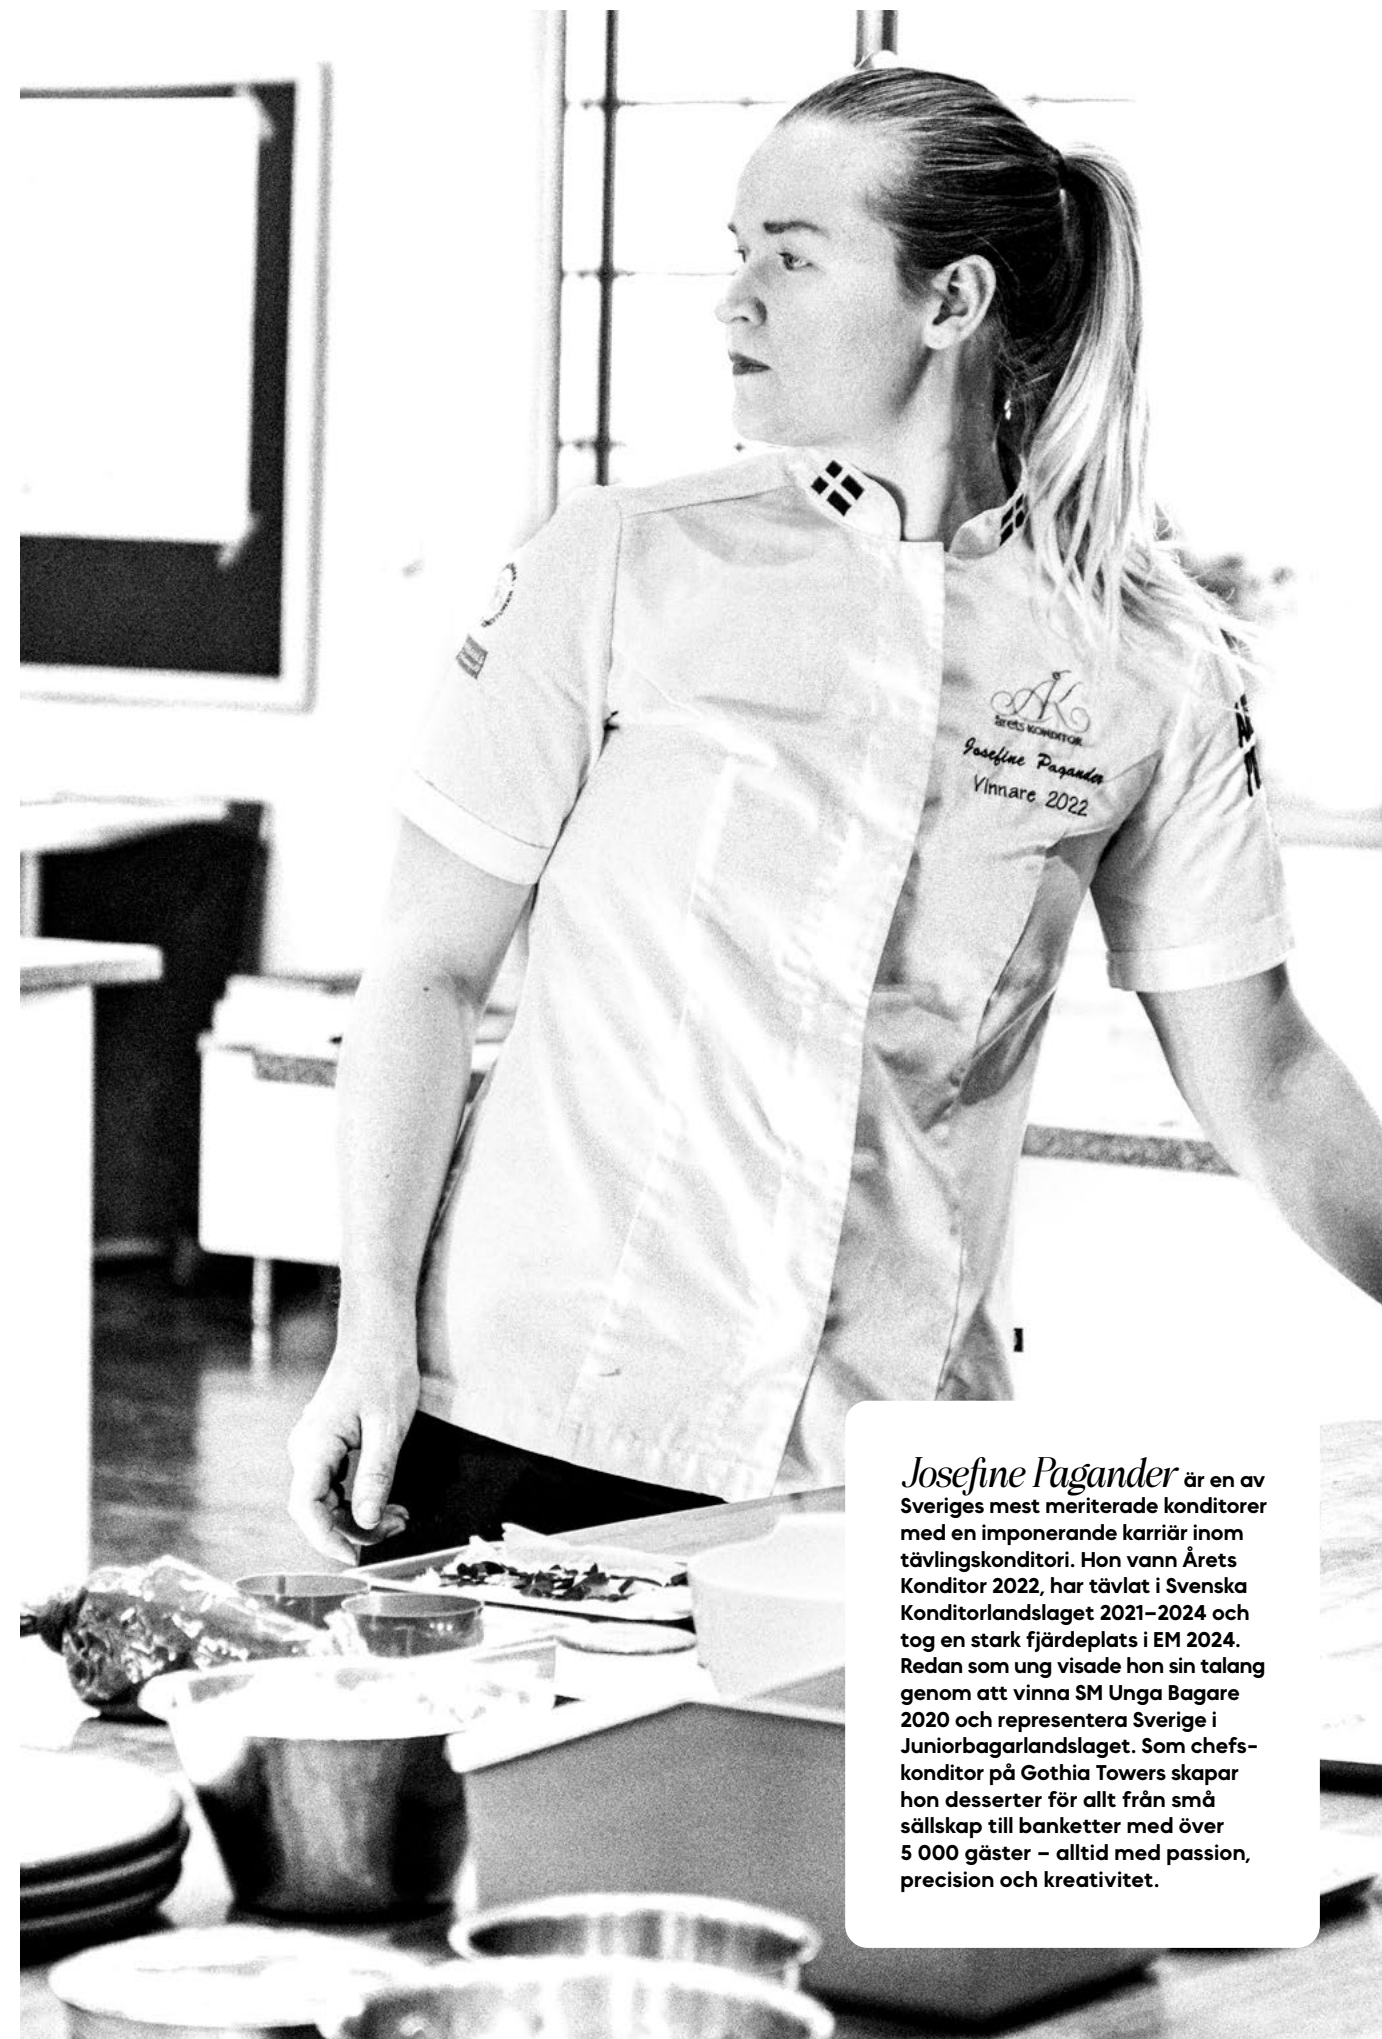 ÅK
årets KONDITOR
Josefine Pagander
Vinnare 2022
Josefine Pagander är en av
Sveriges mest meriterade konditorer
med en imponerande karriär inom
tävlingskonditori. Hon vann Årets
Konditor 2022, har tävlat i Svenska
Konditorlandslaget 2021–2024 och
tog en stark fjärdeplats i EM 2024.
Redan som ung visade hon sin talang
genom att vinna SM Unga Bagare
2020 och representera Sverige i
Juniorbagarlandslaget. Som chefs-
konditor på Gothia Towers skapar
hon desserter för allt från små
sällskap till banketter med över
5 000 gäster – alltid med passion,
precision och kreativitet.